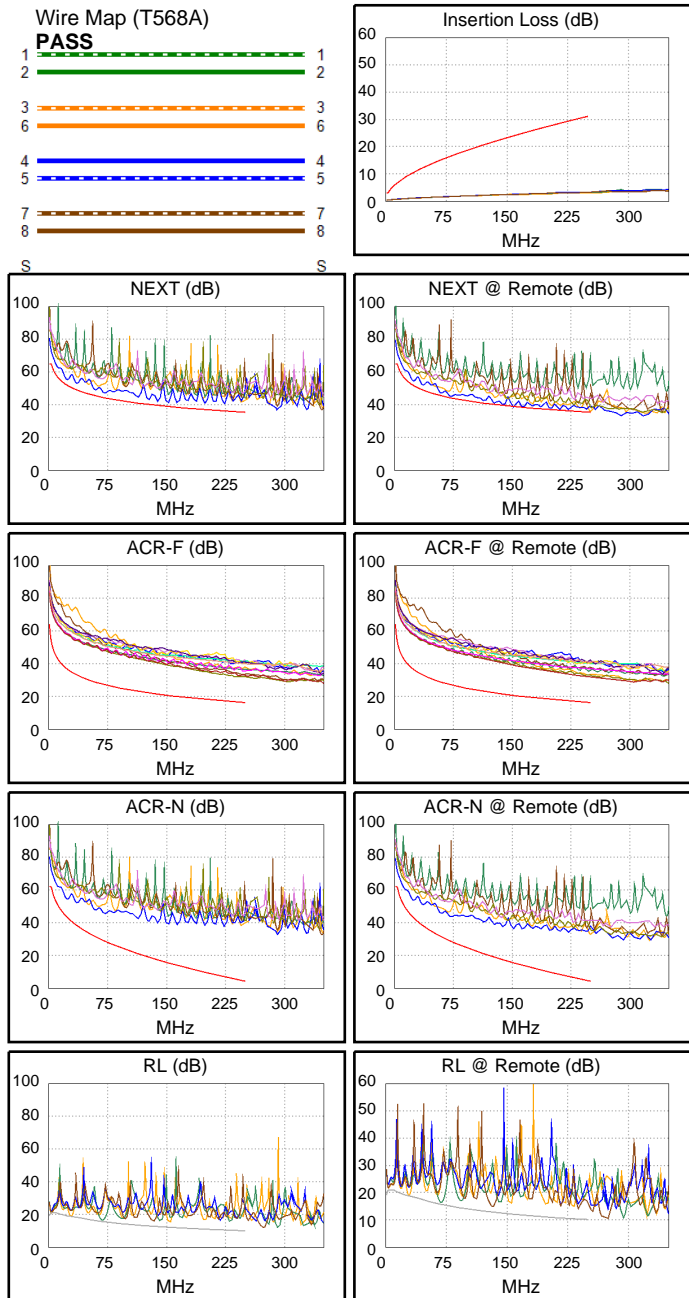 Wire Map (T568A)
PASS
1 1
2 2
3 3
6 6
4 4
5 5
7 7
8 8
S S
Insertion Loss (dB)
60
50
40
30
20
10
0
0 75 150 225 300
MHz
NEXT (dB)
100
80
60
40
20
0
0 75 150 225 300
MHz
NEXT @ Remote (dB)
100
80
60
40
20
0
0 75 150 225 300
MHz
ACR-F (dB)
100
80
60
40
20
0
0 75 150 225 300
MHz
ACR-F @ Remote (dB)
100
80
60
40
20
0
0 75 150 225 300
MHz
ACR-N (dB)
100
80
60
40
20
0
0 75 150 225 300
MHz
ACR-N @ Remote (dB)
100
80
60
40
20
0
0 75 150 225 300
MHz
RL (dB)
100
80
60
40
20
0
0 75 150 225 300
MHz
RL @ Remote (dB)
60
50
40
30
20
10
0
0 75 150 225 300
MHz